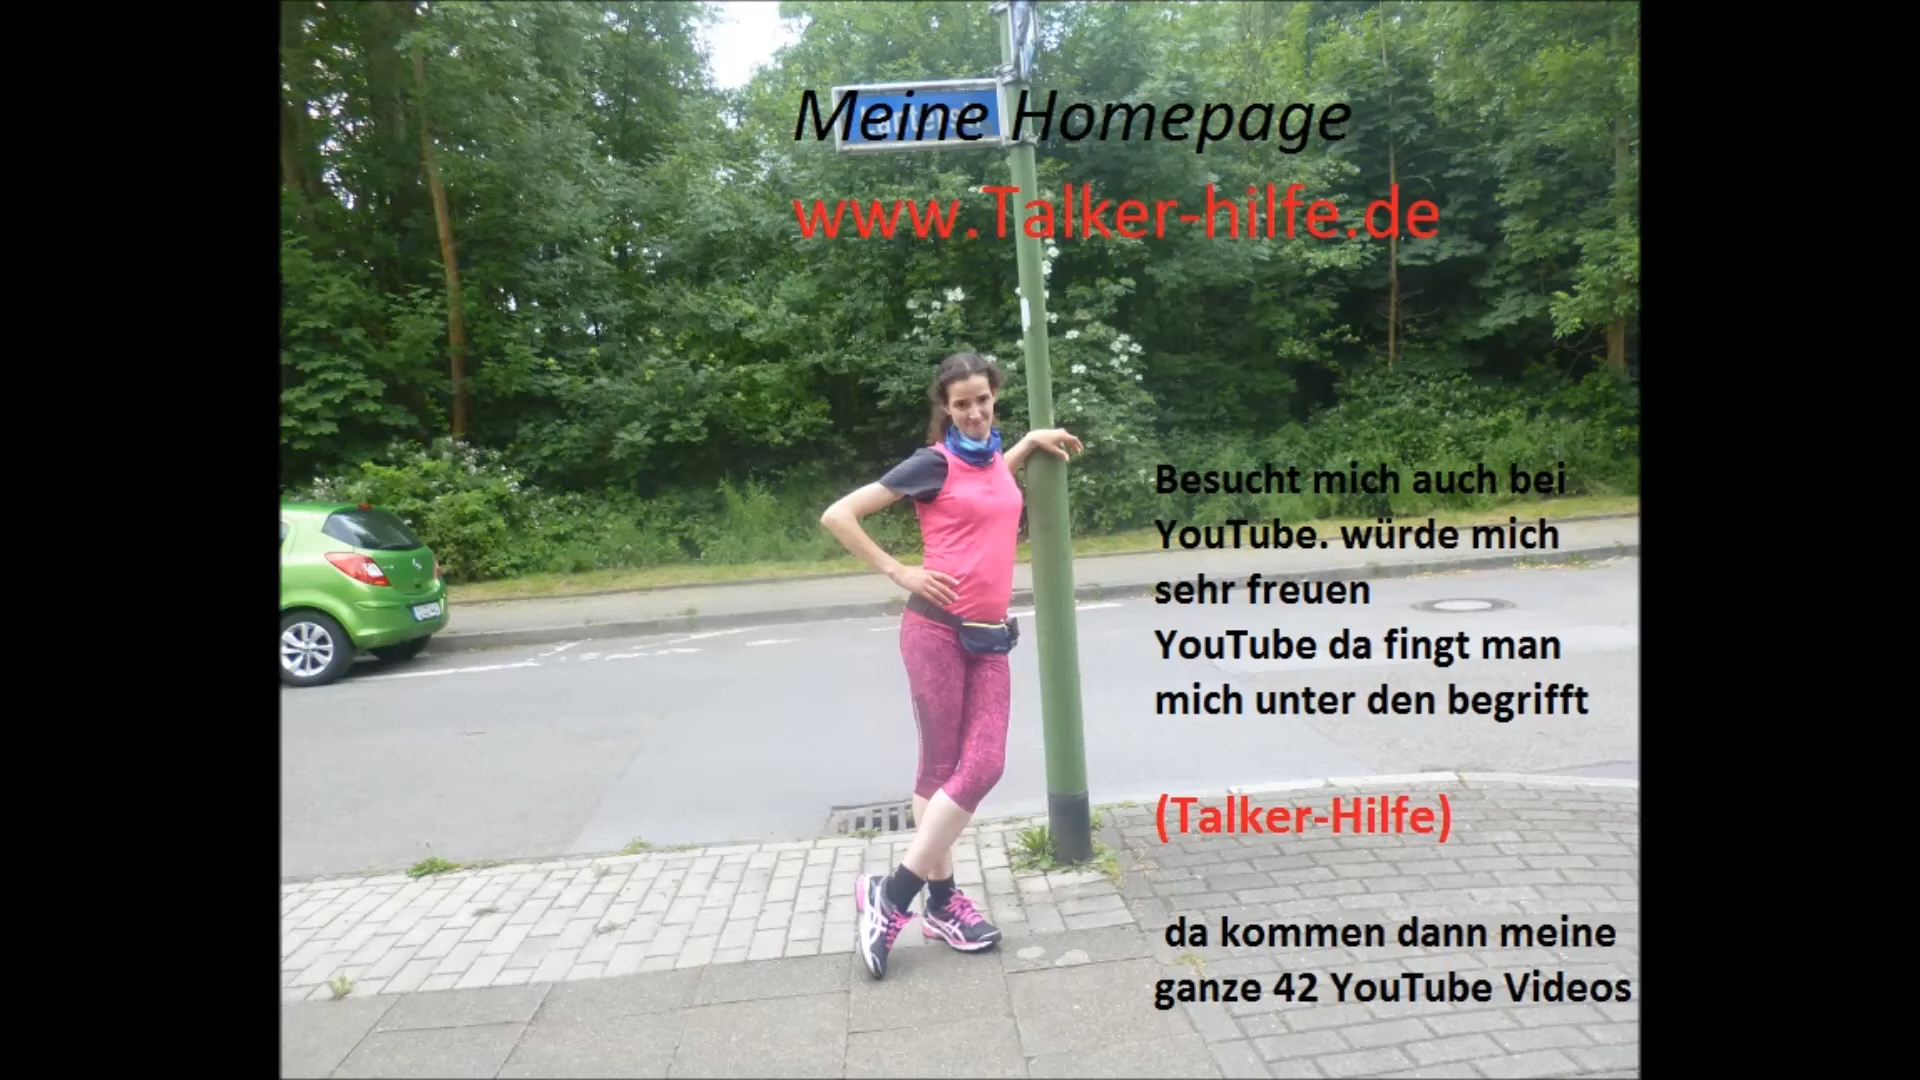 Meine Homepage
www.Talker-hilfe.de
Besucht mich auch bei
YouTube. würde mich
sehr freuen
YouTube da fingt man
mich unter den begrifft
(Talker-Hilfe)
da kommen dann meine
ganze 42 YouTube Videos